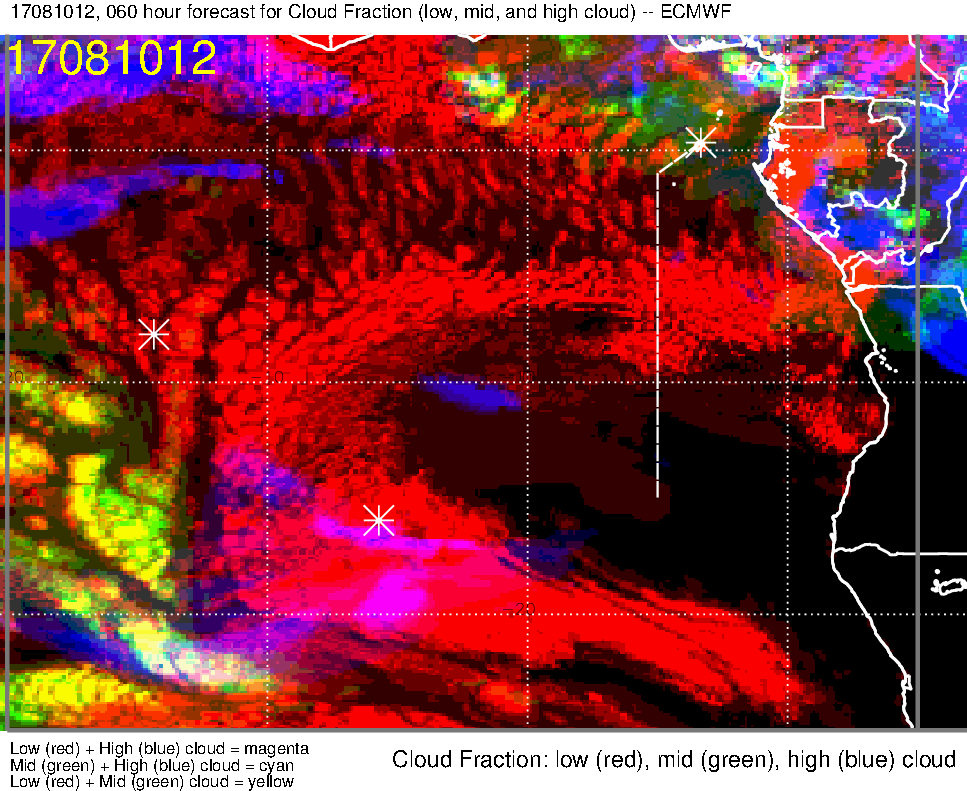 17081012, 060 hour forecast for Cloud Fraction (low, mid, and high cloud) -- ECMWF
17081012
-20
Low (red) + High (blue) cloud = magenta
Mid (green) + High (blue) cloud = cyan
Low (red) + Mid (green) cloud = yellow
Cloud Fraction: low (red), mid (green), high (blue) cloud